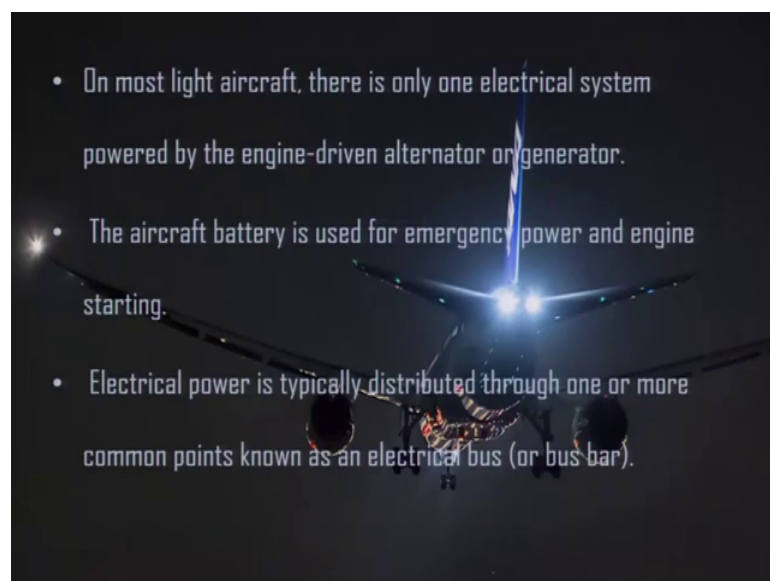 • On most light aircraft, there is only one electrical system
powered by the engine-driven alternator or generator.
• The aircraft battery is used for emergency power and engine
starting.
• Electrical power is typically distributed through one or more
common points known as an electrical bus (or bus bar).